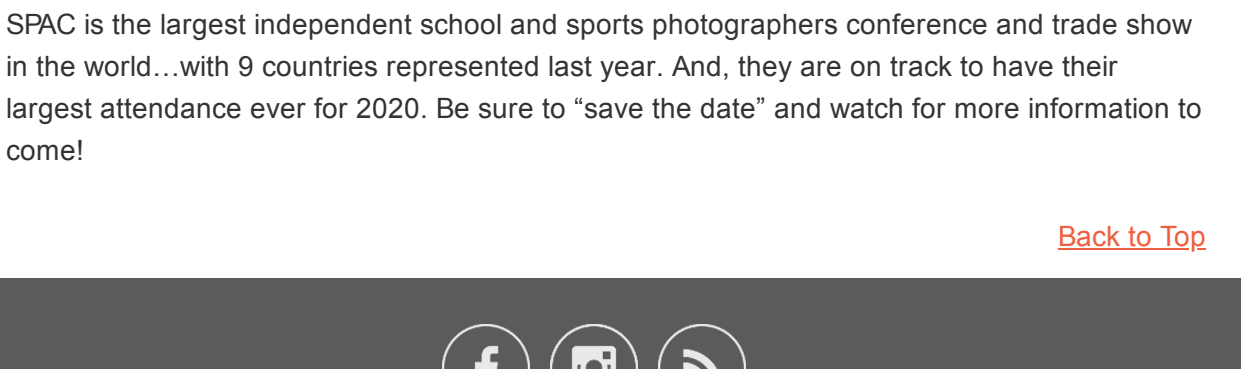 SPAC is the largest independent school and sports photographers conference and trade show
in the world…with 9 countries represented last year. And, they are on track to have their
largest attendance ever for 2020. Be sure to “save the date” and watch for more information to
come!
Back to Top